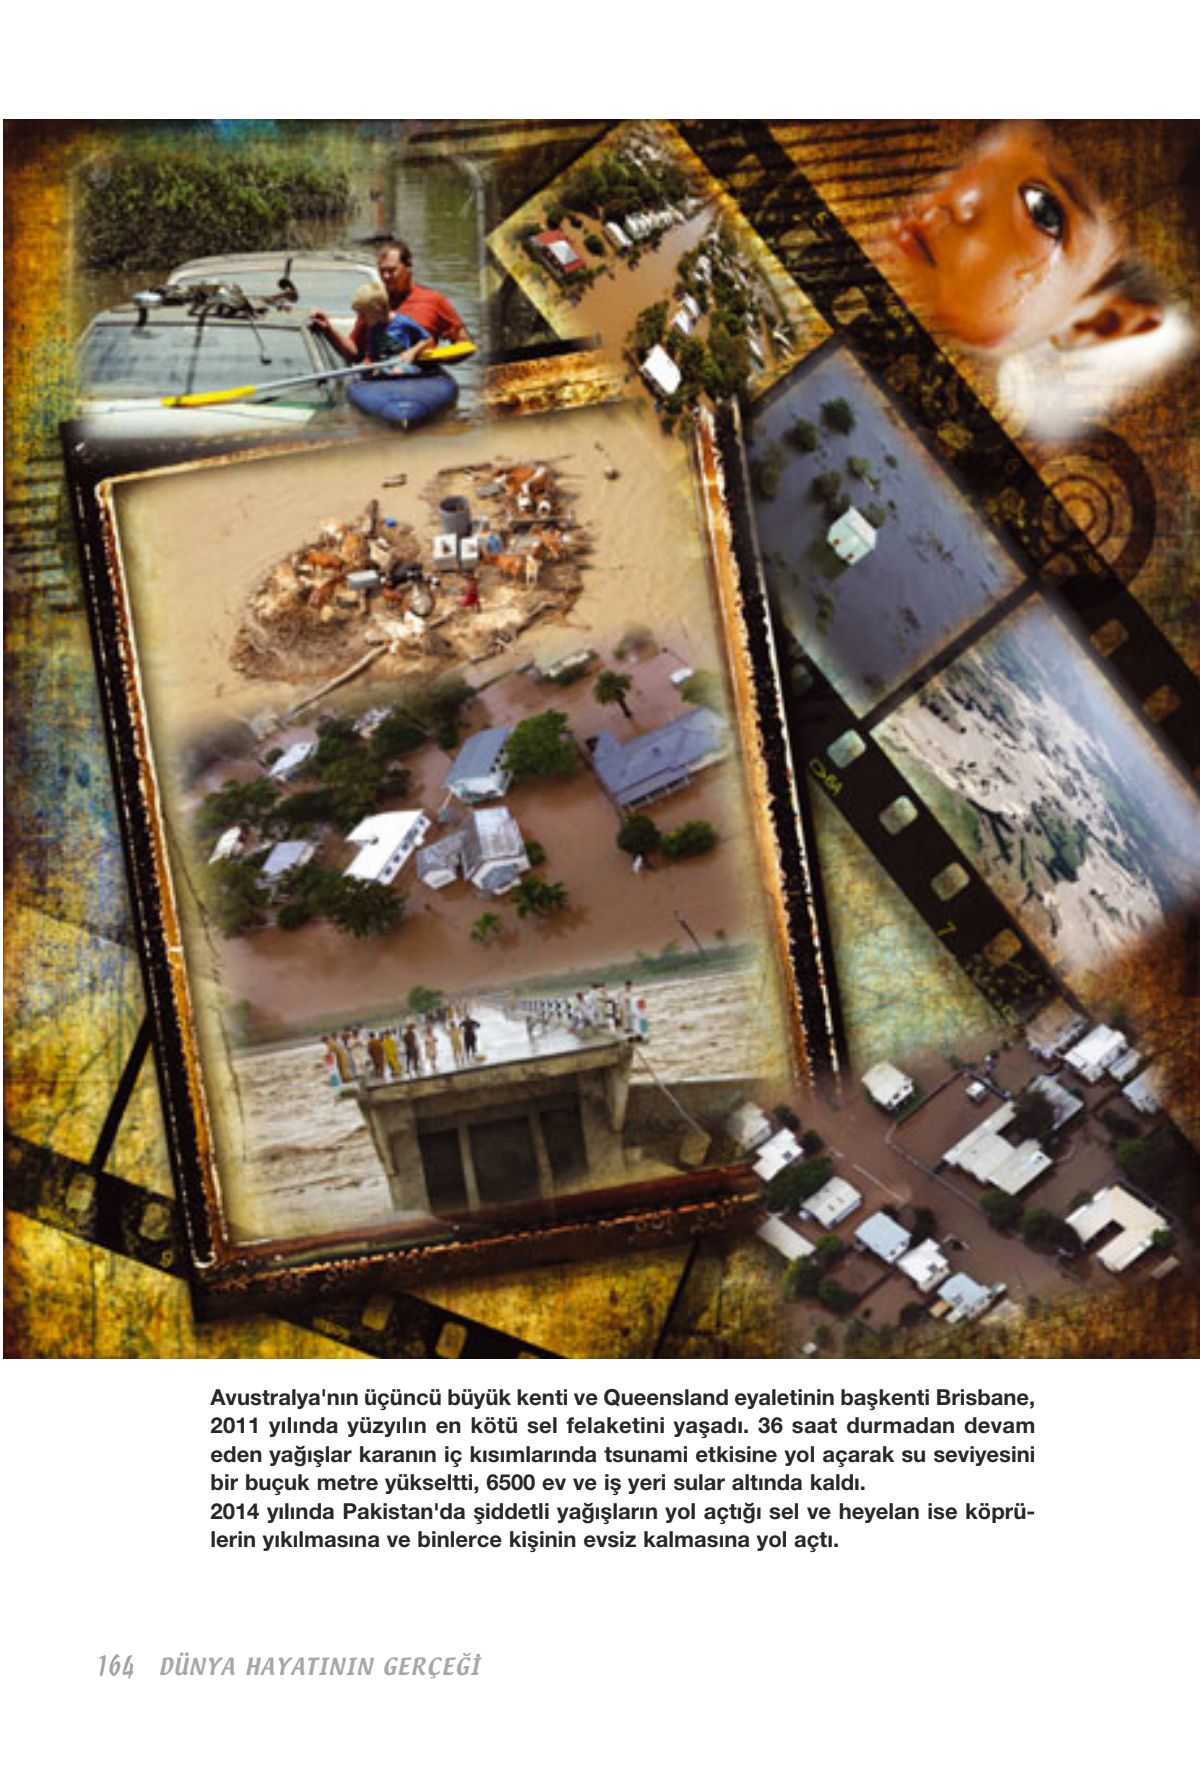 Avustralya'nın üçüncü büyük kenti ve Queensland eyaletinin başkenti Brisbane,
2011 yılında yüzyılın en kötü sel felaketini yaşadı. 36 saat durmadan devam
eden yağışlar karanın iç kısımlarında tsunami etkisine yol açarak su seviyesini
bir buçuk metre yükseltti, 6500 ev ve iş yeri sular altında kaldı.
2014 yılında Pakistan'da şiddetli yağışların yol açtığı sel ve heyelan ise köprü-
lerin yıkılmasına ve binlerce kişinin evsiz kalmasına yol açtı.
164 DÜNYA HAYATININ GERÇEĞİ